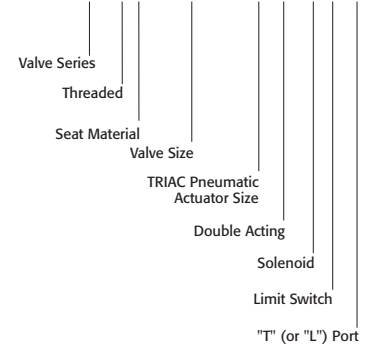 Valve Series
Threaded
Seat Material
Valve Size
TRIAC Pneumatic
Actuator Size
Double Acting
Solenoid
Limit Switch
"T" (or "L") Port